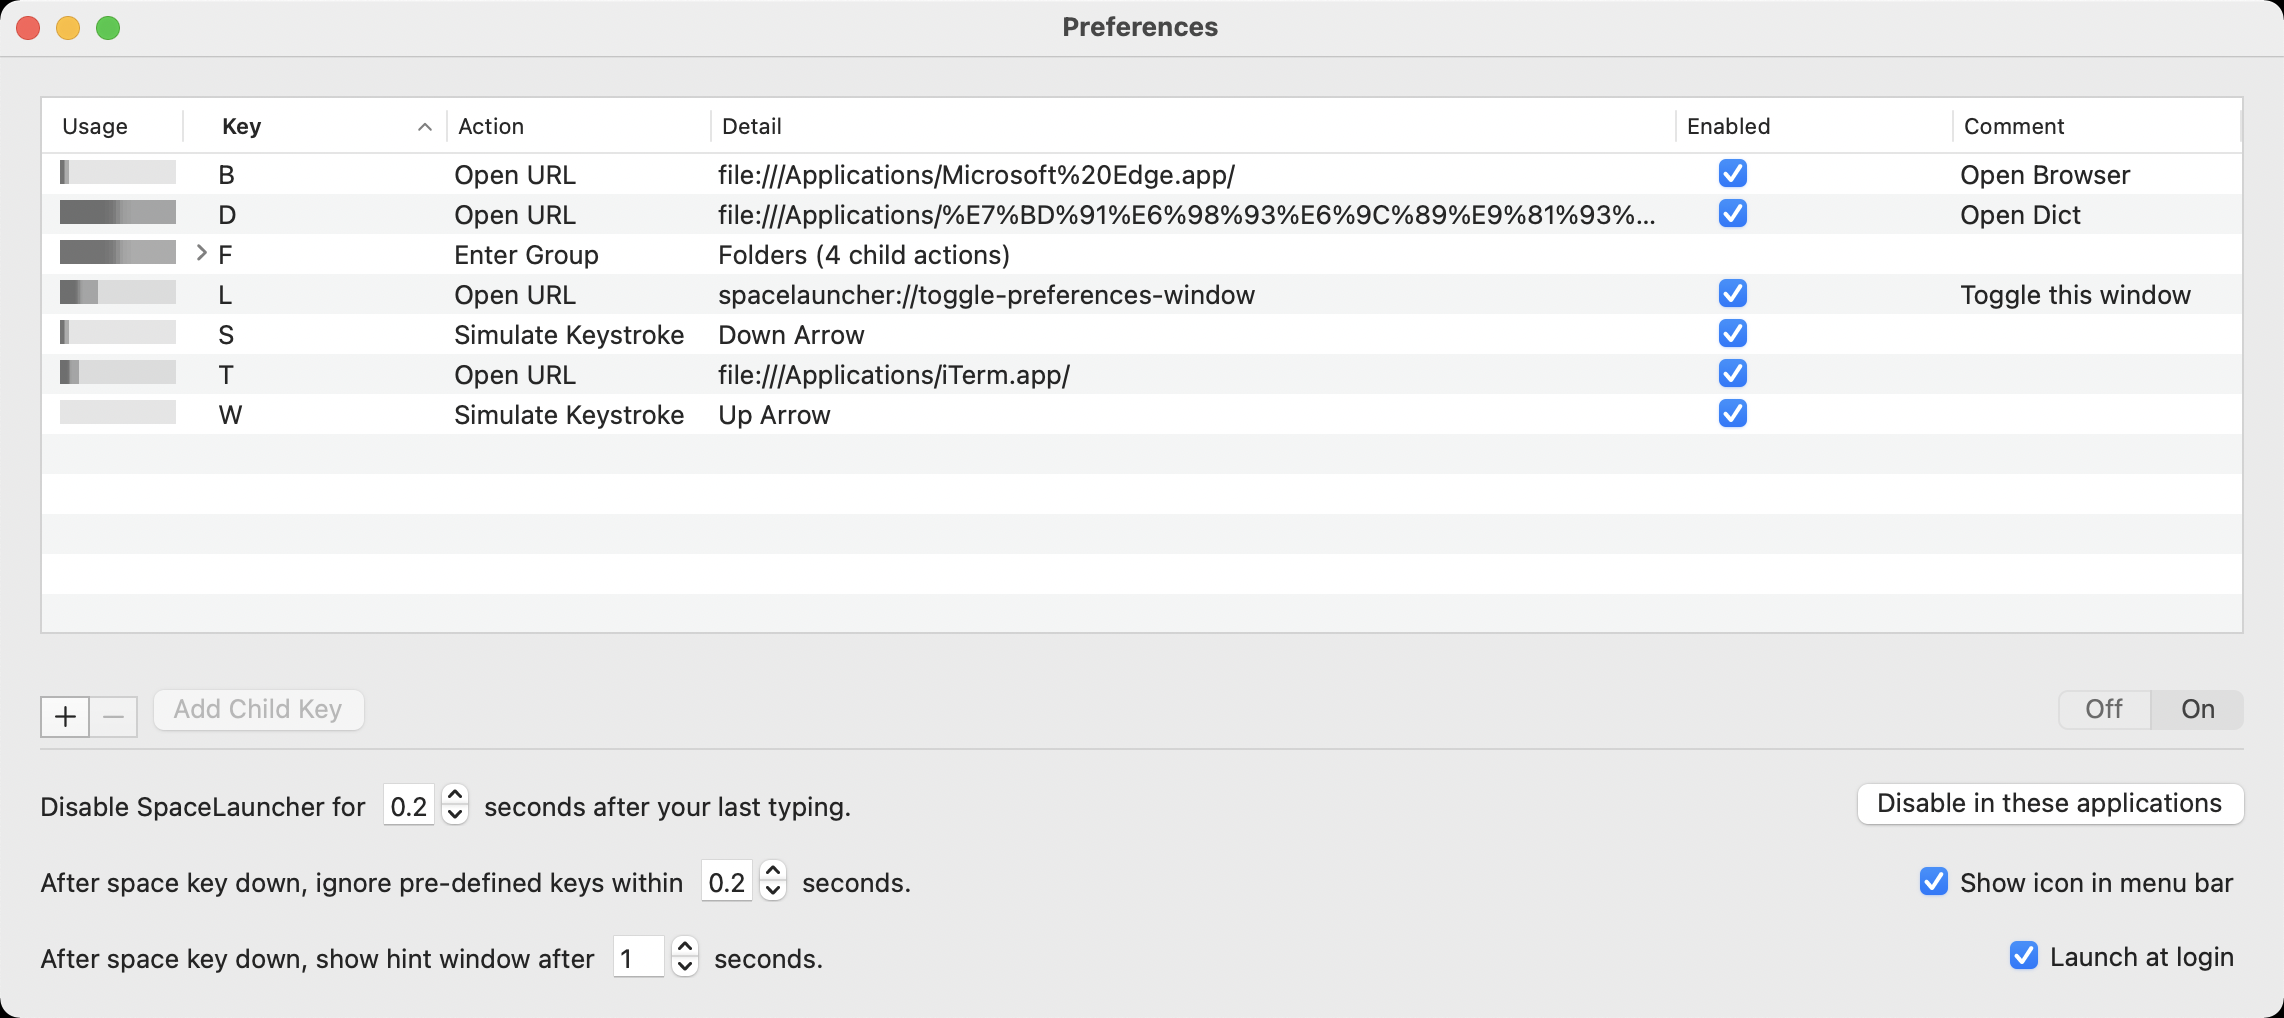 Preferences
Usage Key Action Detail Enabled Comment
B Open URL file:///Applications/Microsoft%20Edge.app/ Open Browser
D Open URL file:///Applications/%E7%BD%91%E6%98%93%E6%9C%89%E9%81%93%... Open Dict
F Enter Group Folders (4 child actions)
L Open URL spacelauncher://toggle-preferences-window Toggle this window
S Simulate Keystroke Down Arrow
T Open URL file:///Applications/iTerm.app/
W Simulate Keystroke Up Arrow
+ − Add Child Key Off On
Disable SpaceLauncher for 0.2 seconds after your last typing. Disable in these applications
After space key down, ignore pre-defined keys within 0.2 seconds. Show icon in menu bar
After space key down, show hint window after 1 seconds. Launch at login